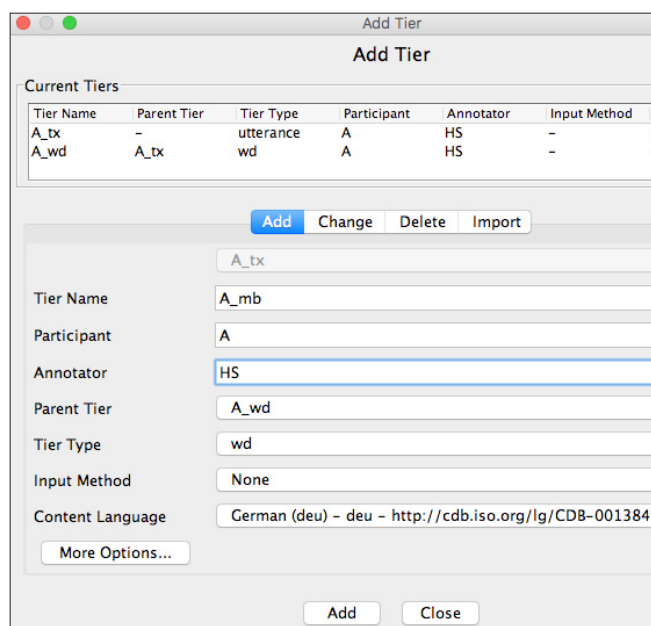 Add Tier
Add Tier
Current Tiers
Tier Name Parent Tier Tier Type Participant Annotator Input Method
A_tx – utterance A HS –
A_wd A_tx wd A HS –
Add Change Delete Import
A_tx
Tier Name A_mb
Participant A
Annotator HS
Parent Tier A_wd
Tier Type wd
Input Method None
Content Language German (deu) – deu – http://cdb.iso.org/lg/CDB-001384
More Options...
Add Close